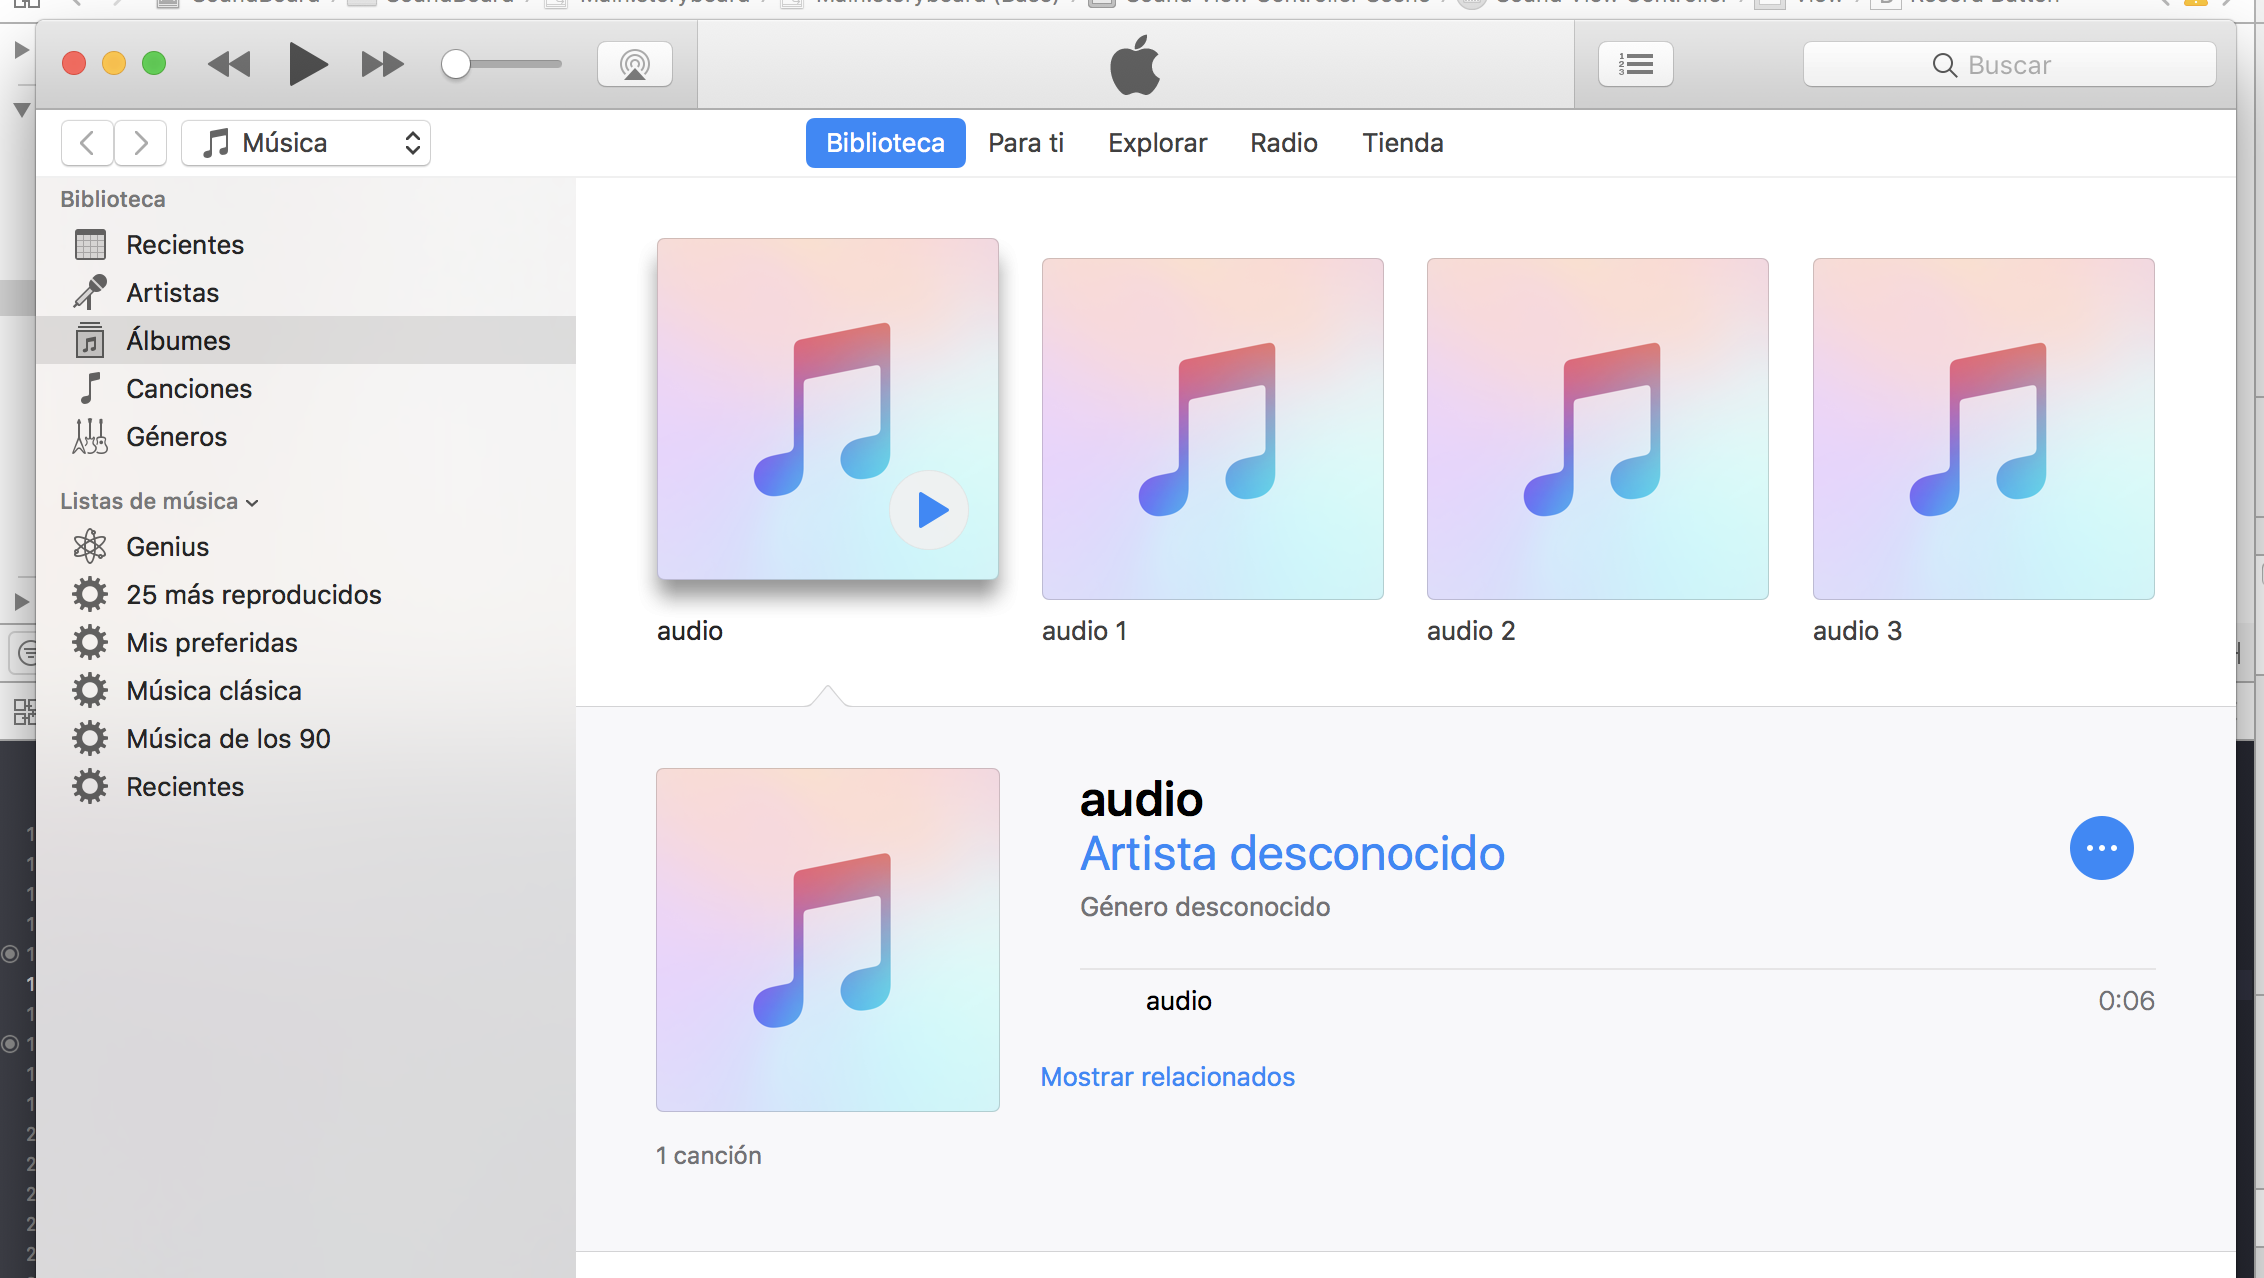 Buscar
Música
Biblioteca
Para ti
Explorar
Radio
Tienda
Biblioteca
Recientes
Artistas
Álbumes
Canciones
Géneros
Listas de música
Genius
25 más reproducidos
Mis preferidas
Música clásica
Música de los 90
Recientes
audio
audio 1
audio 2
audio 3
audio
Artista desconocido
Género desconocido
audio
0:06
Mostrar relacionados
1 canción